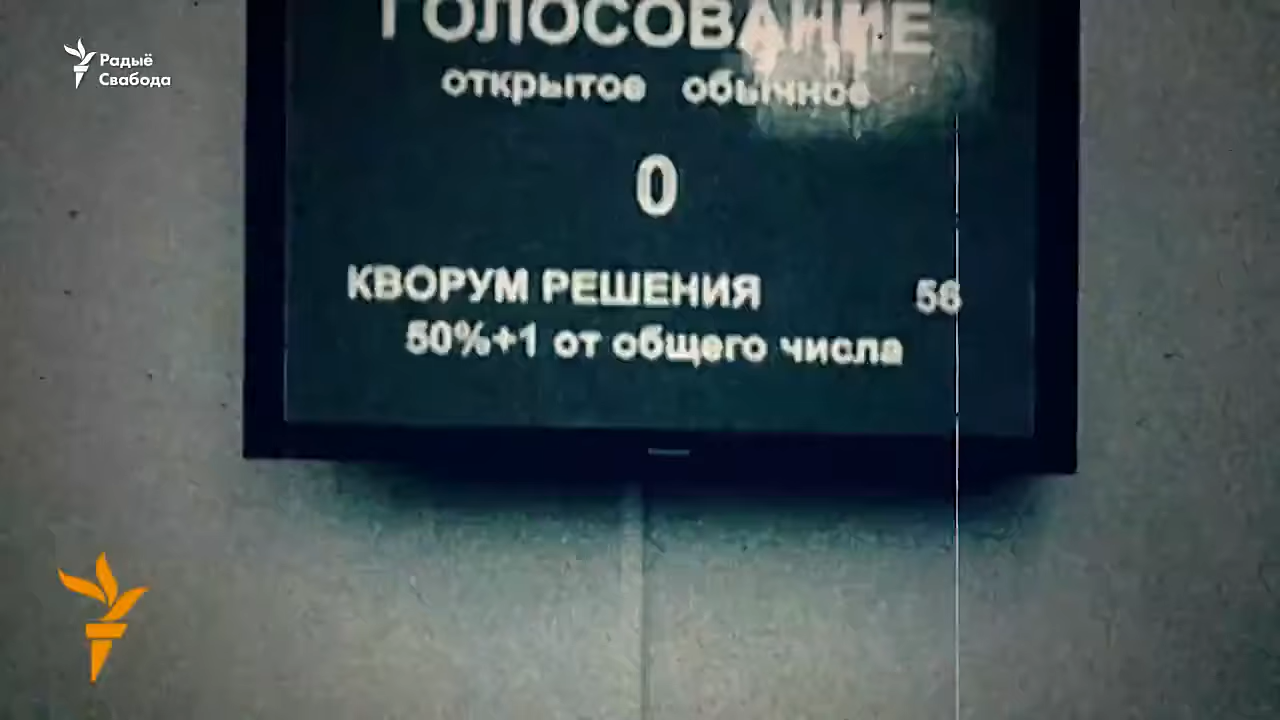 Радыё
Свабода
ГОЛОСОВАНИЕ
открытое обычное
0
КВОРУМ РЕШЕНИЯ 56
50%+1 от общего числа